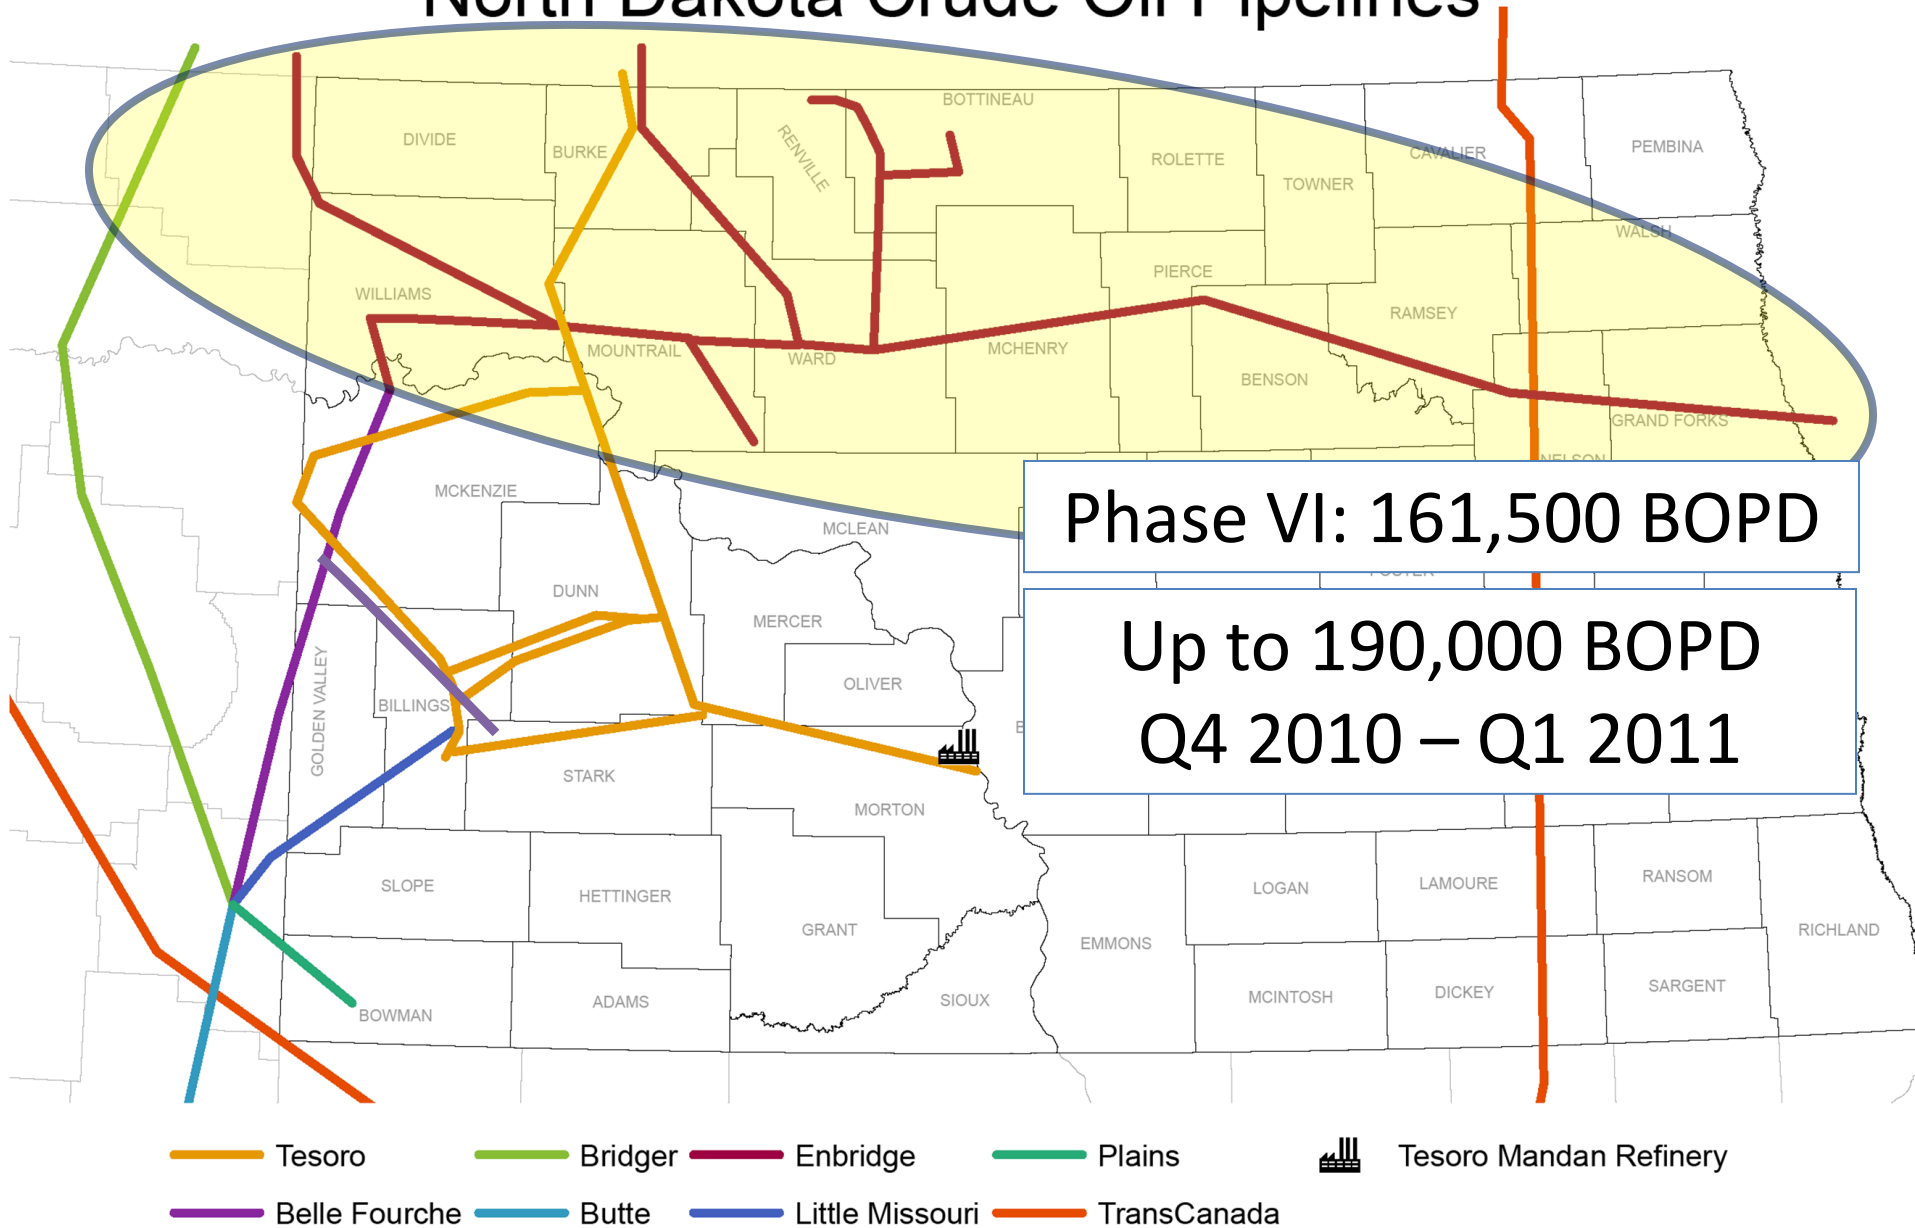 North Dakota Crude Oil Pipelines
BOTTINEAU
DIVIDE
BURKE
RENVILLE
ROLETTE
TOWNER
CAVALIER
PEMBINA
WALSH
PIERCE
WILLIAMS
RAMSEY
MOUNTRAIL
WARD
MCHENRY
BENSON
GRAND FORKS
NELSON
MCKENZIE
MCLEAN
Phase VI: 161,500 BOPD
FOSTER
DUNN
MERCER
Up to 190,000 BOPD
Q4 2010 – Q1 2011
GOLDEN VALLEY
BILLINGS
OLIVER
STARK
MORTON
SLOPE
HETTINGER
LOGAN
LAMOURE
RANSOM
GRANT
EMMONS
RICHLAND
BOWMAN
ADAMS
SIOUX
MCINTOSH
DICKEY
SARGENT
Tesoro
Bridger
Enbridge
Plains
Tesoro Mandan Refinery
Belle Fourche
Butte
Little Missouri
TransCanada